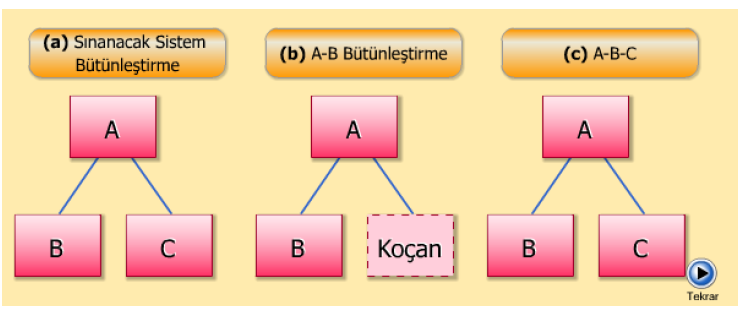 (a) Sınanacak Sistem
Bütünleştirme
(b) A-B Bütünleştirme
(c) A-B-C
A
B
C
A
B
Koçan
A
B
C
Tekrar